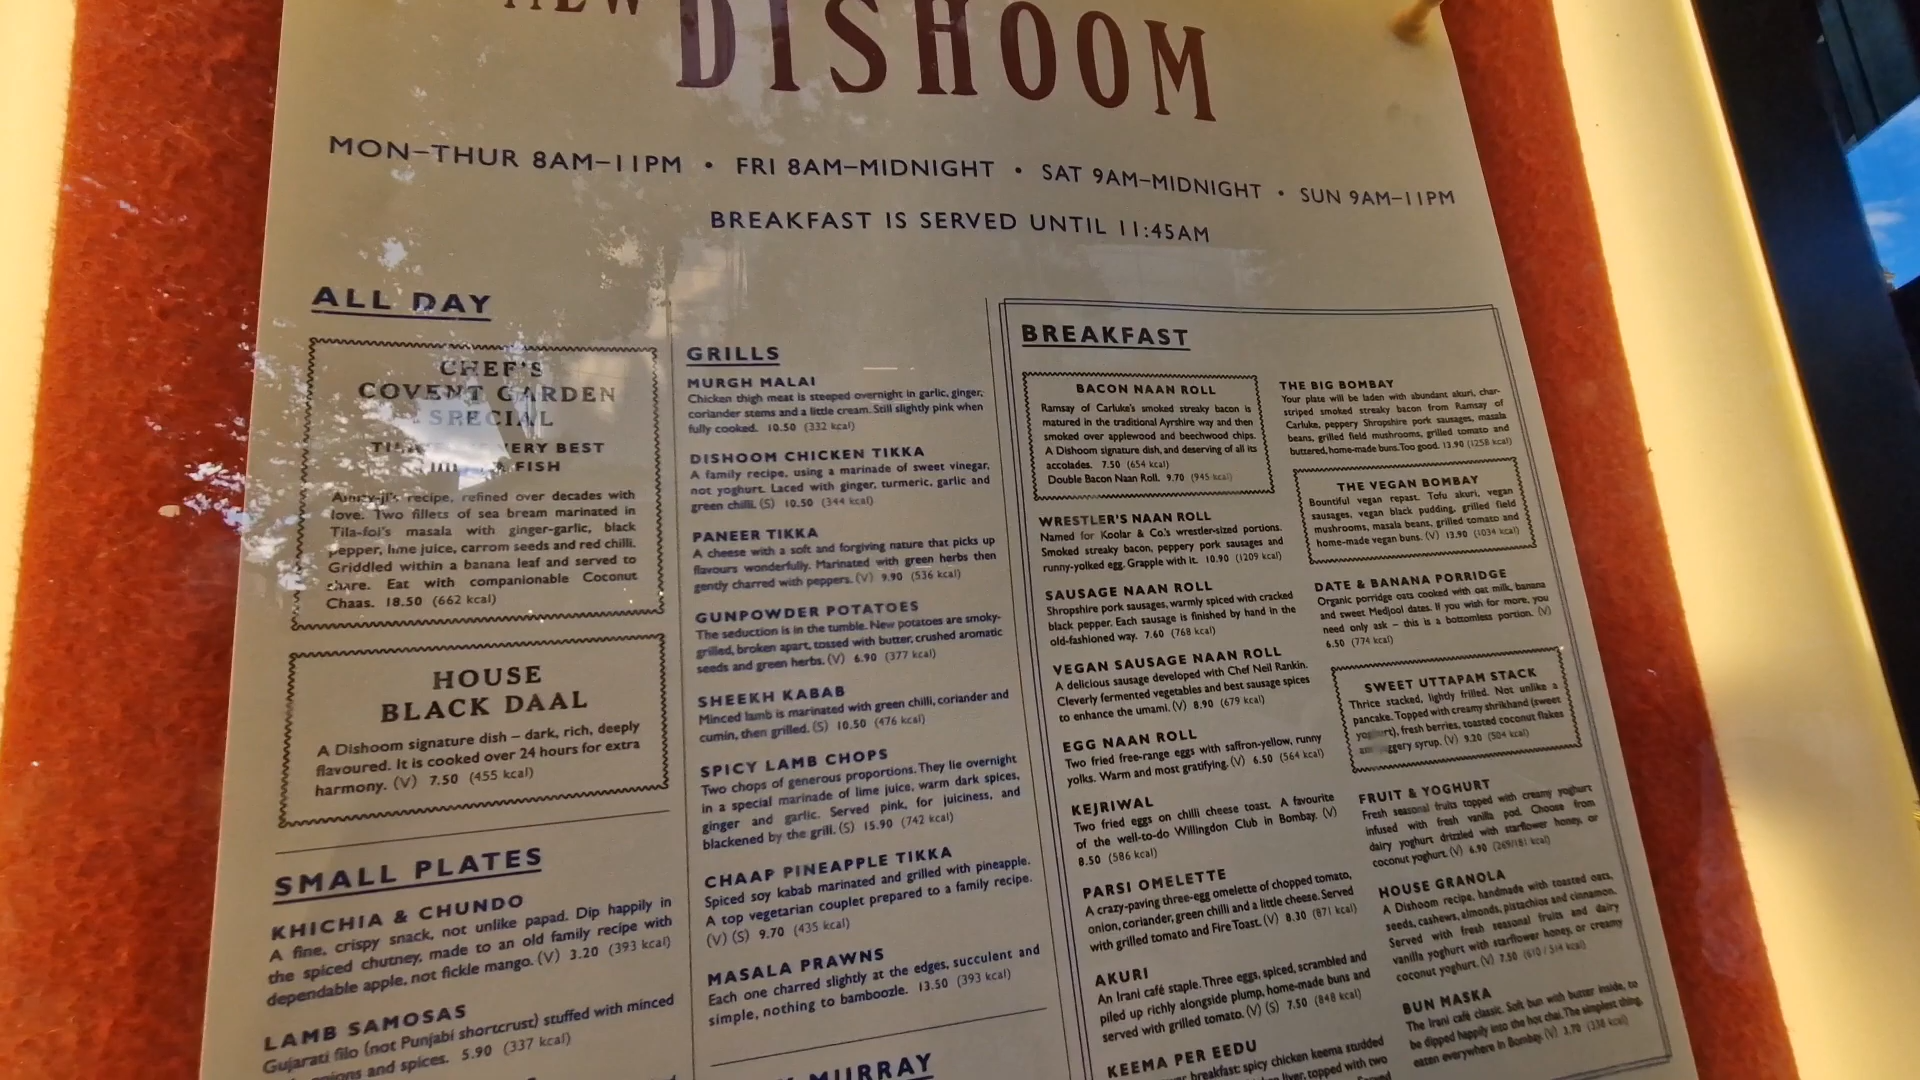 DISHOOM
MON–THUR 8AM–11PM • FRI 8AM–MIDNIGHT • SAT 9AM–MIDNIGHT • SUN 9AM–11PM
BREAKFAST IS SERVED UNTIL 11:45AM
ALL DAY
CHEF'S
COVENT GARDEN
SPECIAL
VERY BEST
FISH
recipe, refined over decades with
love. Two fillets of sea bream marinated in
Tila-foi's masala with ginger-garlic, black
pepper, lime juice, carrom seeds and red chilli.
Griddled within a banana leaf and served to
share. Eat with companionable Coconut
Chaas. 18.50 (662 kcal)
HOUSE
BLACK DAAL
A Dishoom signature dish – dark, rich, deeply
flavoured. It is cooked over 24 hours for extra
harmony. (V) 7.50 (455 kcal)
SMALL PLATES
KHICHIA & CHUNDO
A fine, crispy snack, not unlike papad. Dip happily in
the spiced chutney, made to an old family recipe with
dependable apple, not fickle mango. (V) 3.20 (393 kcal)
LAMB SAMOSAS
Gujarati filo (not Punjabi shortcrust) stuffed with minced
onions and spices. 5.90 (337 kcal)
GRILLS
MURGH MALAI
Chicken thigh meat is steeped overnight in garlic, ginger,
coriander stems and a little cream. Still slightly pink when
fully cooked. 10.50 (332 kcal)
DISHOOM CHICKEN TIKKA
A family recipe, using a marinade of sweet vinegar,
not yoghurt. Laced with ginger, turmeric, garlic and
green chilli. (S) 10.50 (344 kcal)
PANEER TIKKA
A cheese with a soft and forgiving nature that picks up
flavours wonderfully. Marinated with green herbs then
gently charred with peppers. (V) 9.90 (536 kcal)
GUNPOWDER POTATOES
The seduction is in the tumble. New potatoes are smoky-
grilled, broken apart, tossed with butter, crushed aromatic
seeds and green herbs. (V) 6.90 (377 kcal)
SHEEKH KABAB
Minced lamb is marinated with green chilli, coriander and
cumin, then grilled. (S) 10.50 (476 kcal)
SPICY LAMB CHOPS
Two chops of generous proportions. They lie overnight
in a special marinade of lime juice, warm dark spices,
ginger and garlic. Served pink, for juiciness, and
blackened by the grill. (S) 15.90 (742 kcal)
CHAAP PINEAPPLE TIKKA
Spiced soy kabab marinated and grilled with pineapple.
A top vegetarian couplet prepared to a family recipe.
(V) (S) 9.70 (435 kcal)
MASALA PRAWNS
Each one charred slightly at the edges, succulent and
simple, nothing to bamboozle. 13.50 (393 kcal)
MURRAY
BREAKFAST
BACON NAAN ROLL
Ramsay of Carluke's smoked streaky bacon is
matured in the traditional Ayrshire way and then
smoked over applewood and beechwood chips.
A Dishoom signature dish, and deserving of all its
accolades. 7.50 (654 kcal)
Double Bacon Naan Roll. 9.70 (945 kcal)
WRESTLER'S NAAN ROLL
Named for Koolar & Co.'s wrestler-sized portions.
Smoked streaky bacon, peppery pork sausages and
runny-yolked egg. Grapple with it. 10.90 (1209 kcal)
SAUSAGE NAAN ROLL
Shropshire pork sausages, warmly spiced with cracked
black pepper. Each sausage is finished by hand in the
old-fashioned way. 7.60 (768 kcal)
VEGAN SAUSAGE NAAN ROLL
A delicious sausage developed with Chef Neil Rankin.
Cleverly fermented vegetables and best sausage spices
to enhance the umami. (V) 8.90 (679 kcal)
EGG NAAN ROLL
Two fried free-range eggs with saffron-yellow, runny
yolks. Warm and most gratifying. (V) 6.50 (564 kcal)
KEJRIWAL
Two fried eggs on chilli cheese toast. A favourite
of the well-to-do Willingdon Club in Bombay. (V)
8.50 (586 kcal)
PARSI OMELETTE
A crazy-paving three-egg omelette of chopped tomato,
onion, coriander, green chilli and a little cheese. Served
with grilled tomato and Fire Toast. (V) 8.30 (871 kcal)
AKURI
An Irani café staple. Three eggs, spiced, scrambled and
piled up richly alongside plump, home-made buns and
served with grilled tomato. (V) (S) 7.50 (848 kcal)
KEEMA PER EEDU
breakfast: spicy chicken keema studded
liver, topped with two
THE BIG BOMBAY
Your plate will be laden with abundant akuri, char-
striped smoked streaky bacon from Ramsay of
Carluke, peppery Shropshire pork sausages, masala
beans, grilled field mushrooms, grilled tomato and
buttered, home-made buns. Too good. 13.90 (1258 kcal)
THE VEGAN BOMBAY
Bountiful vegan repast. Tofu akuri, vegan
sausages, vegan black pudding, grilled field
mushrooms, masala beans, grilled tomato and
home-made vegan buns. (V) 13.90 (1034 kcal)
DATE & BANANA PORRIDGE
Organic porridge oats cooked with oat milk, banana
and sweet Medjool dates. If you wish for more, you
need only ask – this is a bottomless portion. (V)
6.50 (774 kcal)
SWEET UTTAPAM STACK
Thrice stacked, lightly frilled. Not unlike a
pancake. Topped with creamy shrikhand (sweet
yoghurt), fresh berries, toasted coconut flakes
syrup. (V) 9.20 (504 kcal)
FRUIT & YOGHURT
Fresh seasonal fruits topped with creamy yoghurt
infused with fresh vanilla pod. Choose from
dairy yoghurt drizzled with starflower honey, or
coconut yoghurt. (V) 6.90
HOUSE GRANOLA
A Dishoom recipe, handmade with toasted oats,
seeds, cashews, almonds, pistachios and cinnamon.
Served with fresh seasonal fruits and dairy
vanilla yoghurt with starflower honey, or creamy
coconut yoghurt. (V) 7.50
BUN MASKA
The Irani café classic. Soft bun with butter inside, to
be dipped happily into the hot chai. The simplest thing,
eaten everywhere in Bombay. (V) 3.70